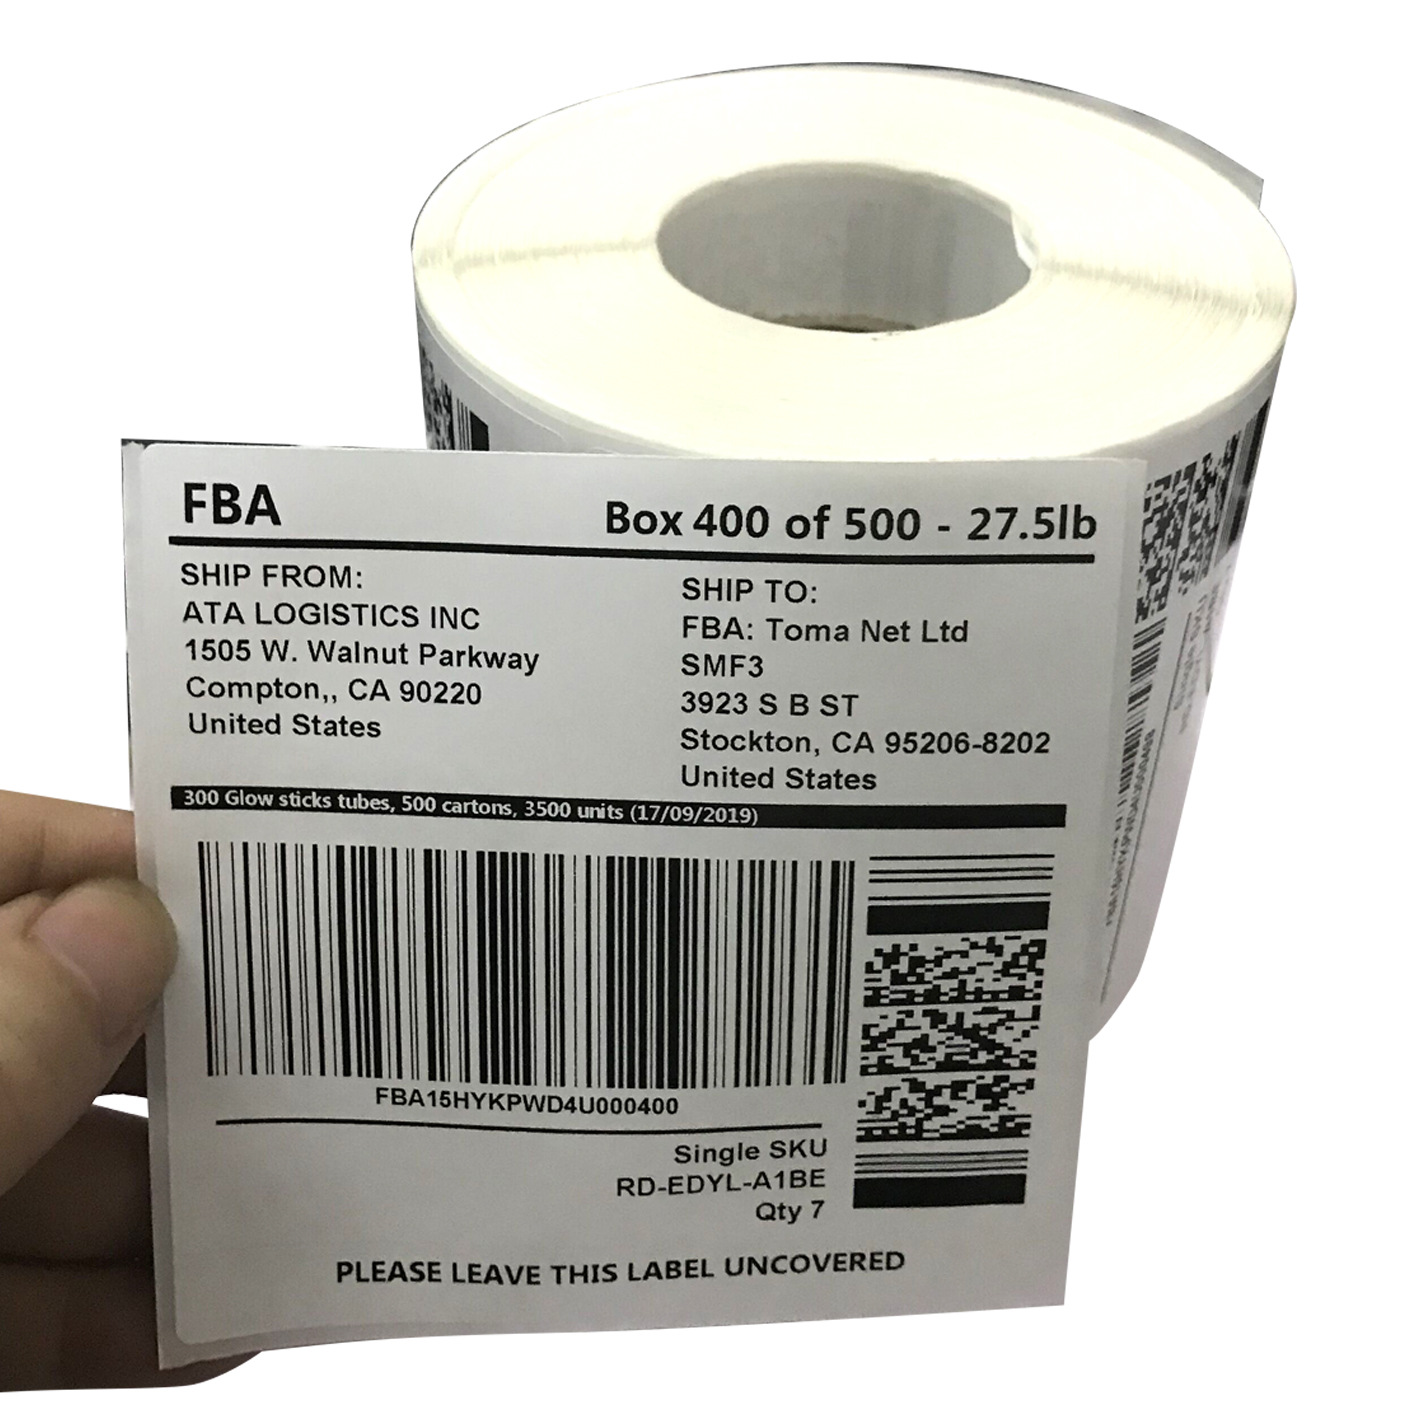 FBA
Box 400 of 500 - 27.5lb
SHIP FROM:
ATA LOGISTICS INC
1505 W. Walnut Parkway
Compton,, CA 90220
United States
SHIP TO:
FBA: Toma Net Ltd
SMF3
3923 S B ST
Stockton, CA 95206-8202
United States
300 Glow sticks tubes, 500 cartons, 3500 units (17/09/2019)
FBA15HYKPWD4U000400
Single SKU
RD-EDYL-A1BE
Qty 7
PLEASE LEAVE THIS LABEL UNCOVERED